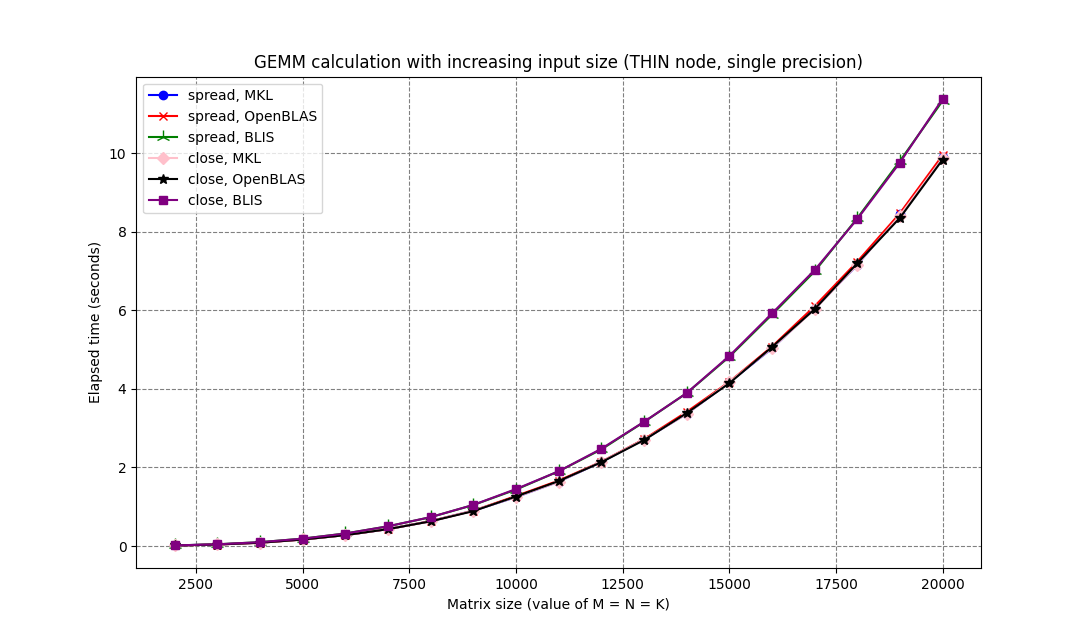 GEMM calculation with increasing input size (THIN node, single precision)
spread, MKL
spread, OpenBLAS
spread, BLIS
close, MKL
close, OpenBLAS
close, BLIS
Elapsed time (seconds)
10
8
6
4
2
0
2500 5000 7500 10000 12500 15000 17500 20000
Matrix size (value of M = N = K)